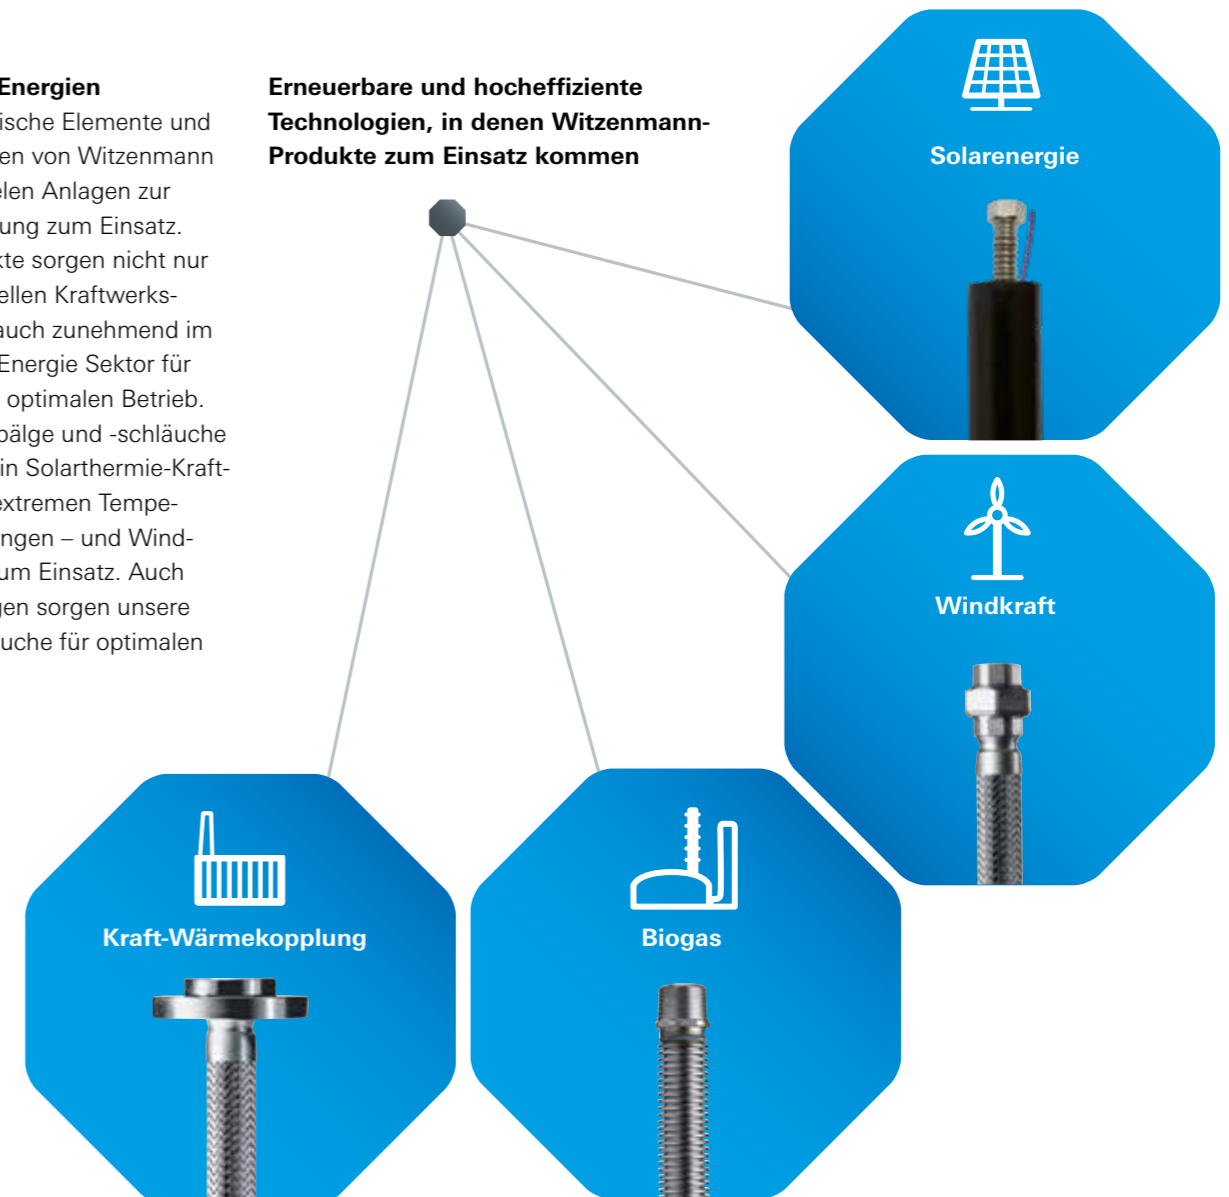 Energien
ische Elemente und
en von Witzenmann
elen Anlagen zur
ung zum Einsatz.
kte sorgen nicht nur
ellen Kraftwerks-
auch zunehmend im
Energie Sektor für
optimalen Betrieb.
bälge und -schläuche
in Solarthermie-Kraft-
extremen Tempe-
ngen – und Wind-
um Einsatz. Auch
gen sorgen unsere
uche für optimalen
Erneuerbare und hocheffiziente
Technologien, in denen Witzenmann-
Produkte zum Einsatz kommen
Solarenergie
Windkraft
Kraft-Wärmekopplung
Biogas